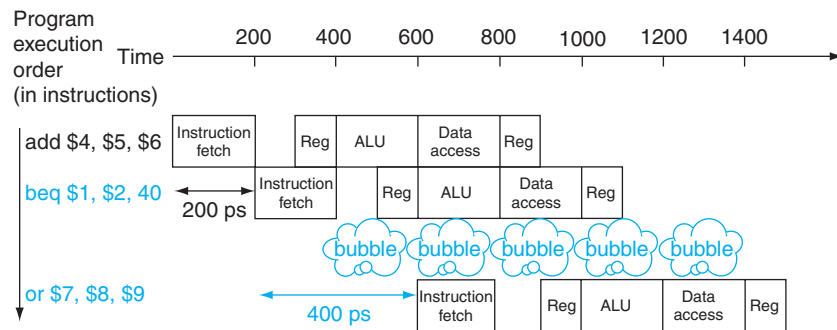 Program
execution
order
(in instructions)
Time
200 400 600 800 1000 1200 1400
add $4, $5, $6
Instruction
fetch
Reg
ALU
Data
access
Reg
beq $1, $2, 40
200 ps
Instruction
fetch
Reg
ALU
Data
access
Reg
bubble bubble bubble bubble bubble
or $7, $8, $9
400 ps
Instruction
fetch
Reg
ALU
Data
access
Reg